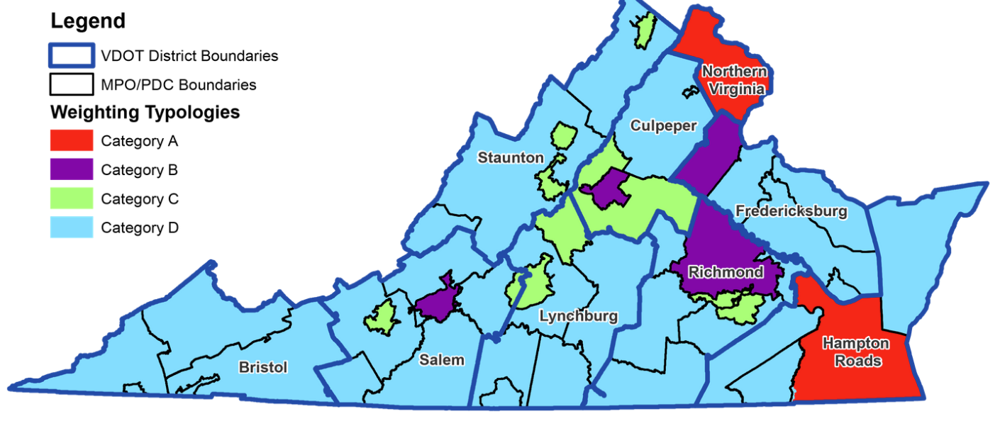 Legend
VDOT District Boundaries
MPO/PDC Boundaries
Weighting Typologies
Category A
Category B
Category C
Category D
Northern
Virginia
Culpeper
Staunton
Fredericksburg
Richmond
Lynchburg
Hampton
Roads
Salem
Bristol